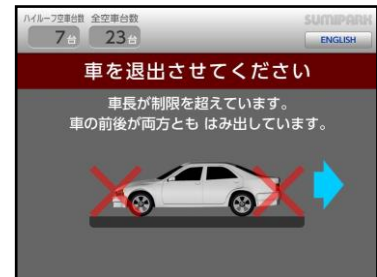 ハイルーフ空車台数 全空車台数
7台 23台
SUMIPARK
ENGLISH
車を退出させてください
車長が制限を超えています。
車の前後が両方とも はみ出しています。